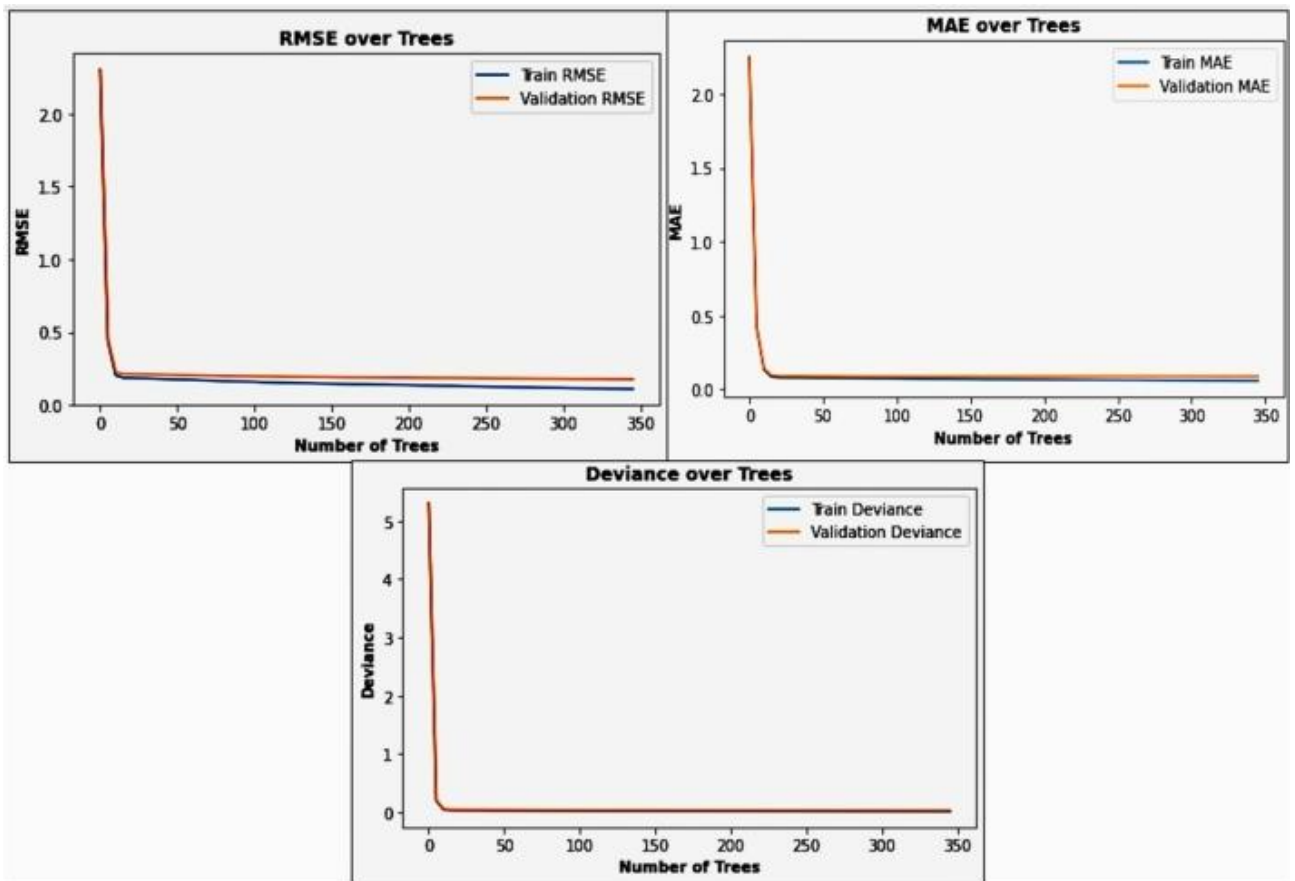 RMSE over Trees
Train RMSE
Validation RMSE
2.0
1.5
1.0
0.5
0.0
RMSE
0 50 100 150 200 250 300 350
Number of Trees
MAE over Trees
Train MAE
Validation MAE
2.0
1.5
1.0
0.5
0.0
MAE
0 50 100 150 200 250 300 350
Number of Trees
Deviance over Trees
Train Deviance
Validation Deviance
5
4
3
2
1
0
Deviance
0 50 100 150 200 250 300 350
Number of Trees